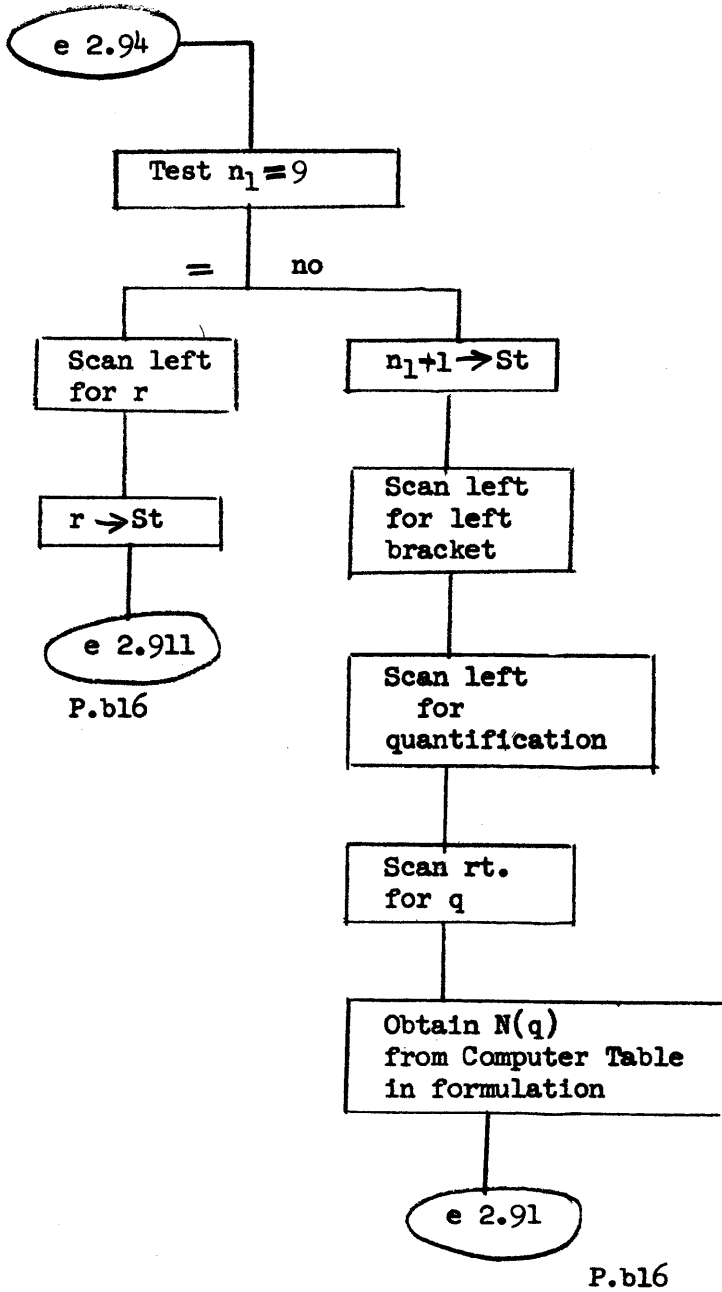 e 2.94
Test n₁=9
= no
Scan left
for r
r → St
e 2.911
P.b16
n₁+1 → St
Scan left
for left
bracket
Scan left
for
quantification
Scan rt.
for q
Obtain N(q)
from Computer Table
in formulation
e 2.91
P.b16